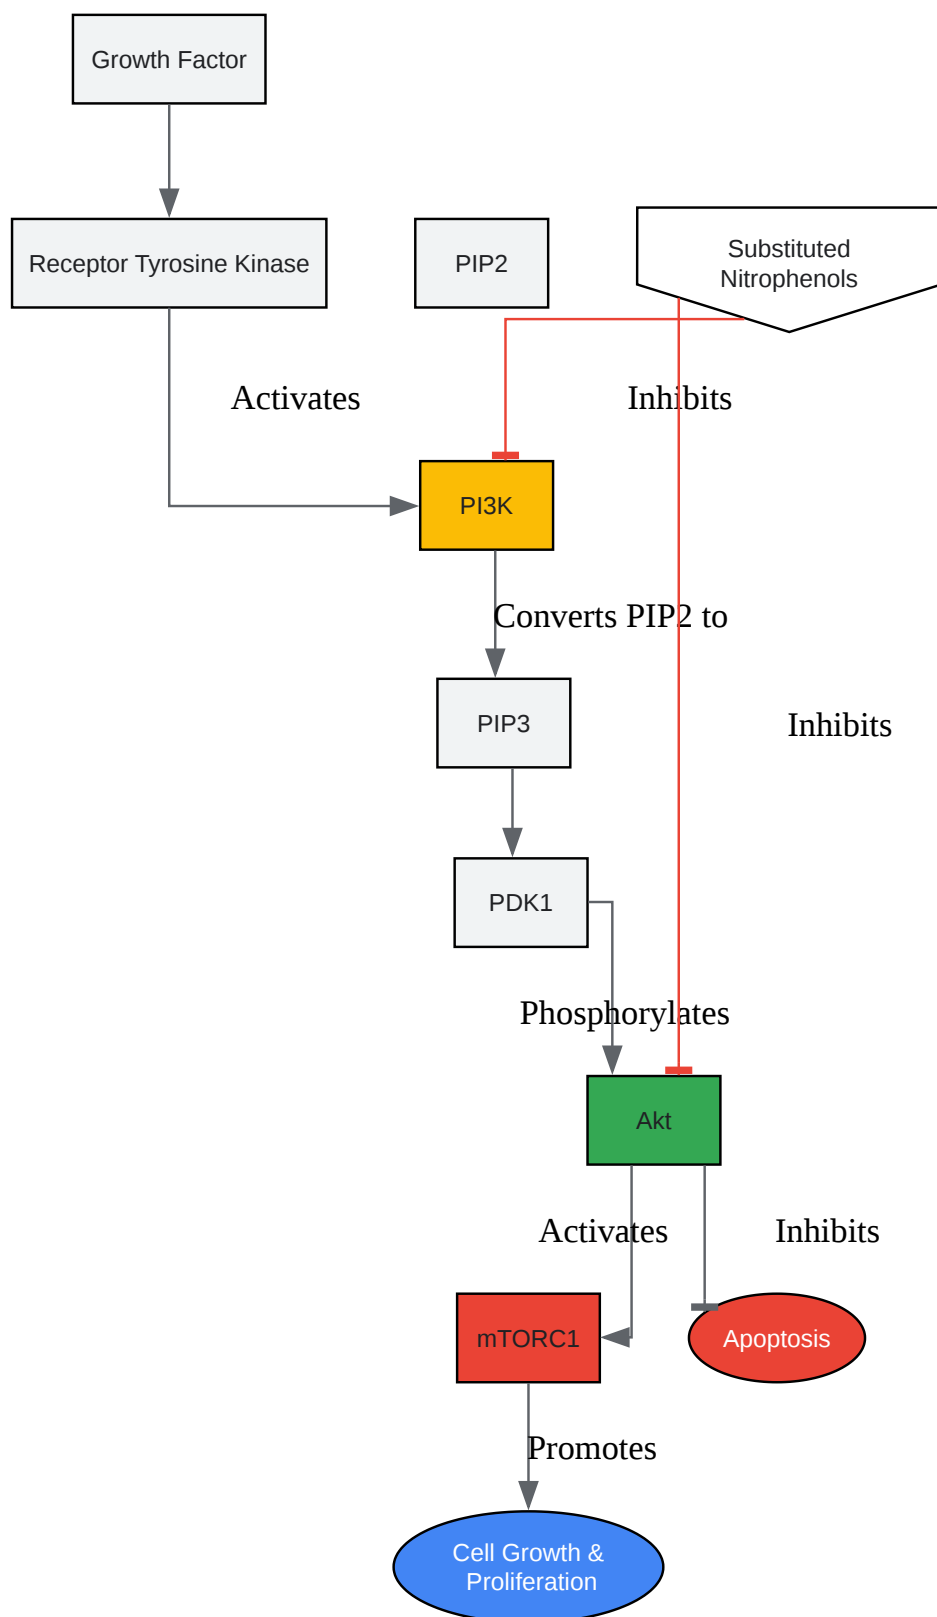 Growth Factor
Receptor Tyrosine Kinase
PIP2
Substituted
Nitrophenols
Activates
Inhibits
PI3K
Converts PIP2 to
PIP3
Inhibits
PDK1
Phosphorylates
Akt
Activates
Inhibits
mTORC1
Apoptosis
Promotes
Cell Growth &
Proliferation